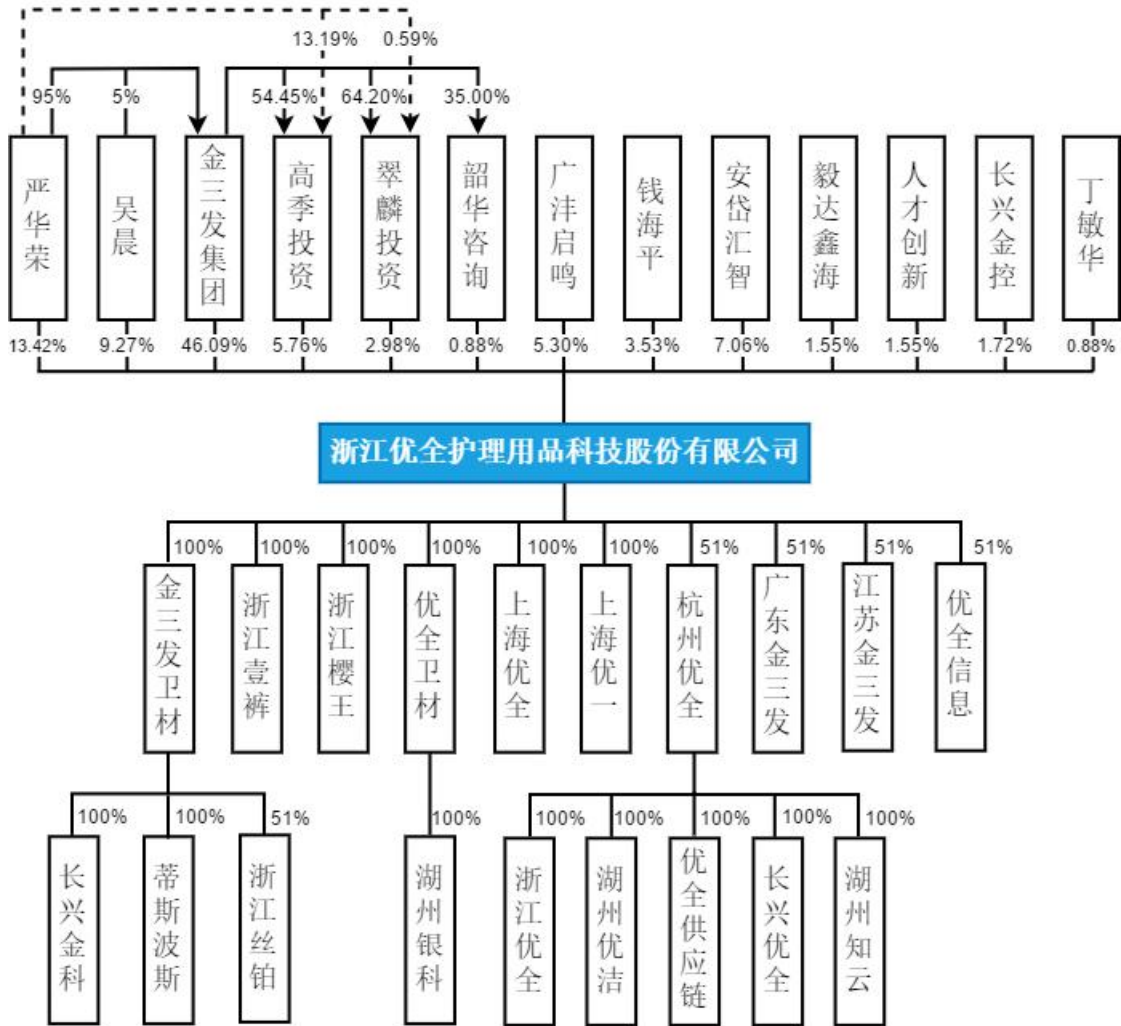 13.19%
0.59%
95%
5%
54.45%
64.20%
35.00%
严华荣
吴晨
金三发集团
高季投资
翠麟投资
韶华咨询
广沣启鸣
钱海平
安岱汇智
毅达鑫海
人才创新
长兴金控
丁敏华
13.42%
9.27%
46.09%
5.76%
2.98%
0.88%
5.30%
3.53%
7.06%
1.55%
1.55%
1.72%
0.88%
浙江优全护理用品科技股份有限公司
100%
100%
100%
100%
100%
100%
51%
51%
51%
51%
金三发卫材
浙江壹裤
浙江樱王
优全卫材
上海优全
上海优一
杭州优全
广东金三发
江苏金三发
优全信息
100%
100%
51%
100%
100%
100%
100%
100%
100%
长兴金科
蒂斯波斯
浙江丝铂
湖州银科
浙江优全
湖州优洁
优全供应链
长兴优全
湖州知云